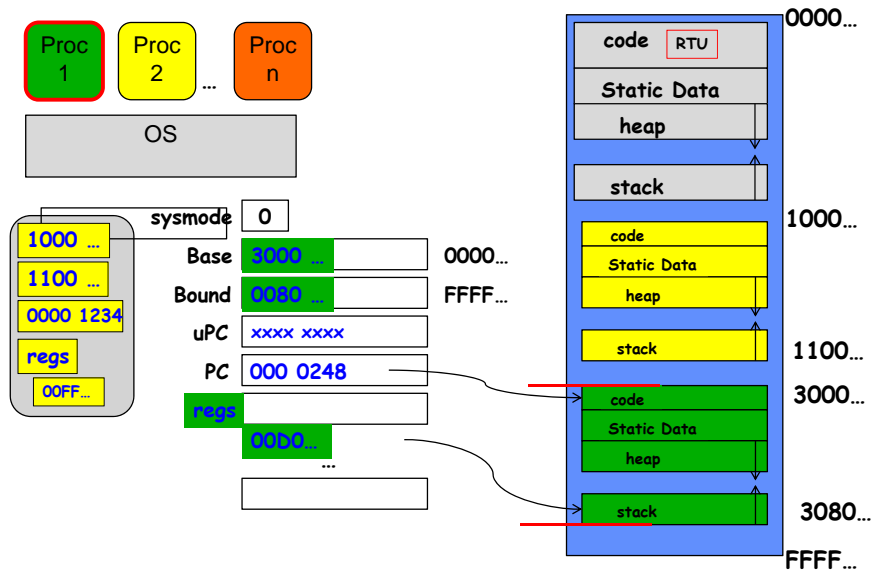 Proc
1
Proc
2
...
Proc
n
OS
sysmode 0
Base 3000 ... 0000...
Bound 0080 ... FFFF...
uPC xxxx xxxx
PC 000 0248
regs
00D0...
...
1000 ...
1100 ...
0000 1234
regs
00FF...
0000...
code RTU
Static Data
heap
stack
1000...
code
Static Data
heap
stack
1100...
3000...
code
Static Data
heap
stack
3080...
FFFF...